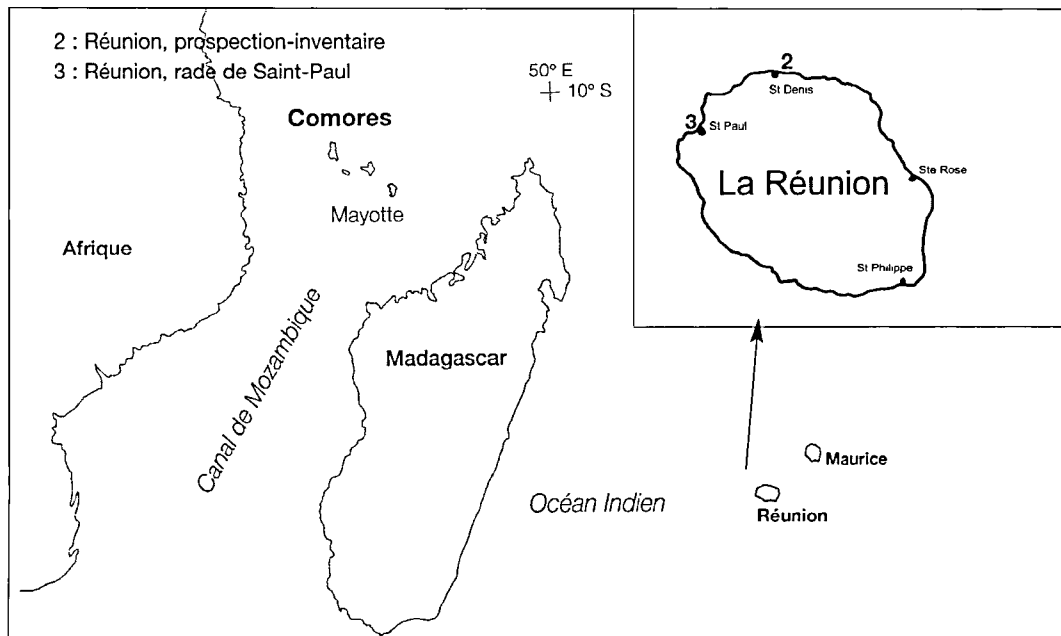 2 : Réunion, prospection-inventaire
3 : Réunion, rade de Saint-Paul
50° E
10° S
Comores
Mayotte
Afrique
Canal de Mozambique
Madagascar
Océan Indien
Maurice
Réunion
2
St Denis
3
St Paul
La Réunion
Ste Rose
St Philippe